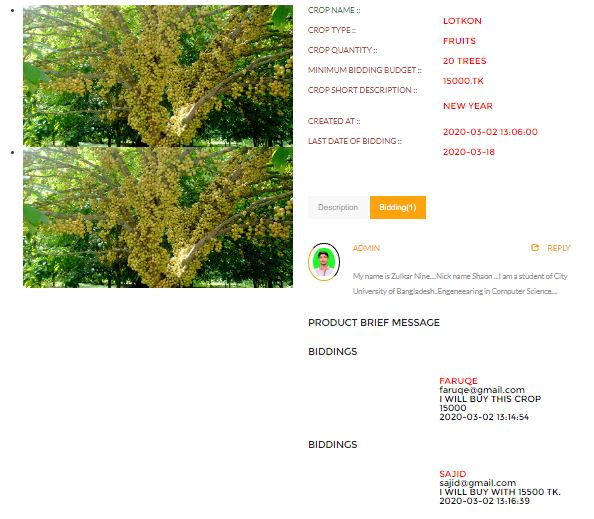 CROP NAME ::
LOTKON
CROP TYPE ::
FRUITS
CROP QUANTITY ::
20 TREES
MINIMUM BIDDING BUDGET ::
15000.TK
CROP SHORT DESCRIPTION ::
NEW YEAR
CREATED AT ::
2020-03-02 13:06:00
LAST DATE OF BIDDING ::
2020-03-18
Description Bidding(1)
ADMIN REPLY
My name is Zulkar Nine....Nick name Shaon ...I am a student of City
University of Bangladesh..Engeneearing in Computer Science....
PRODUCT BRIEF MESSAGE
BIDDINGS
FARUQE
faruqe@gmail.com
I WILL BUY THIS CROP
15000
2020-03-02 13:14:54
BIDDINGS
SAJID
sajid@gmail.com
I WILL BUY WITH 15500 TK.
2020-03-02 13:16:39